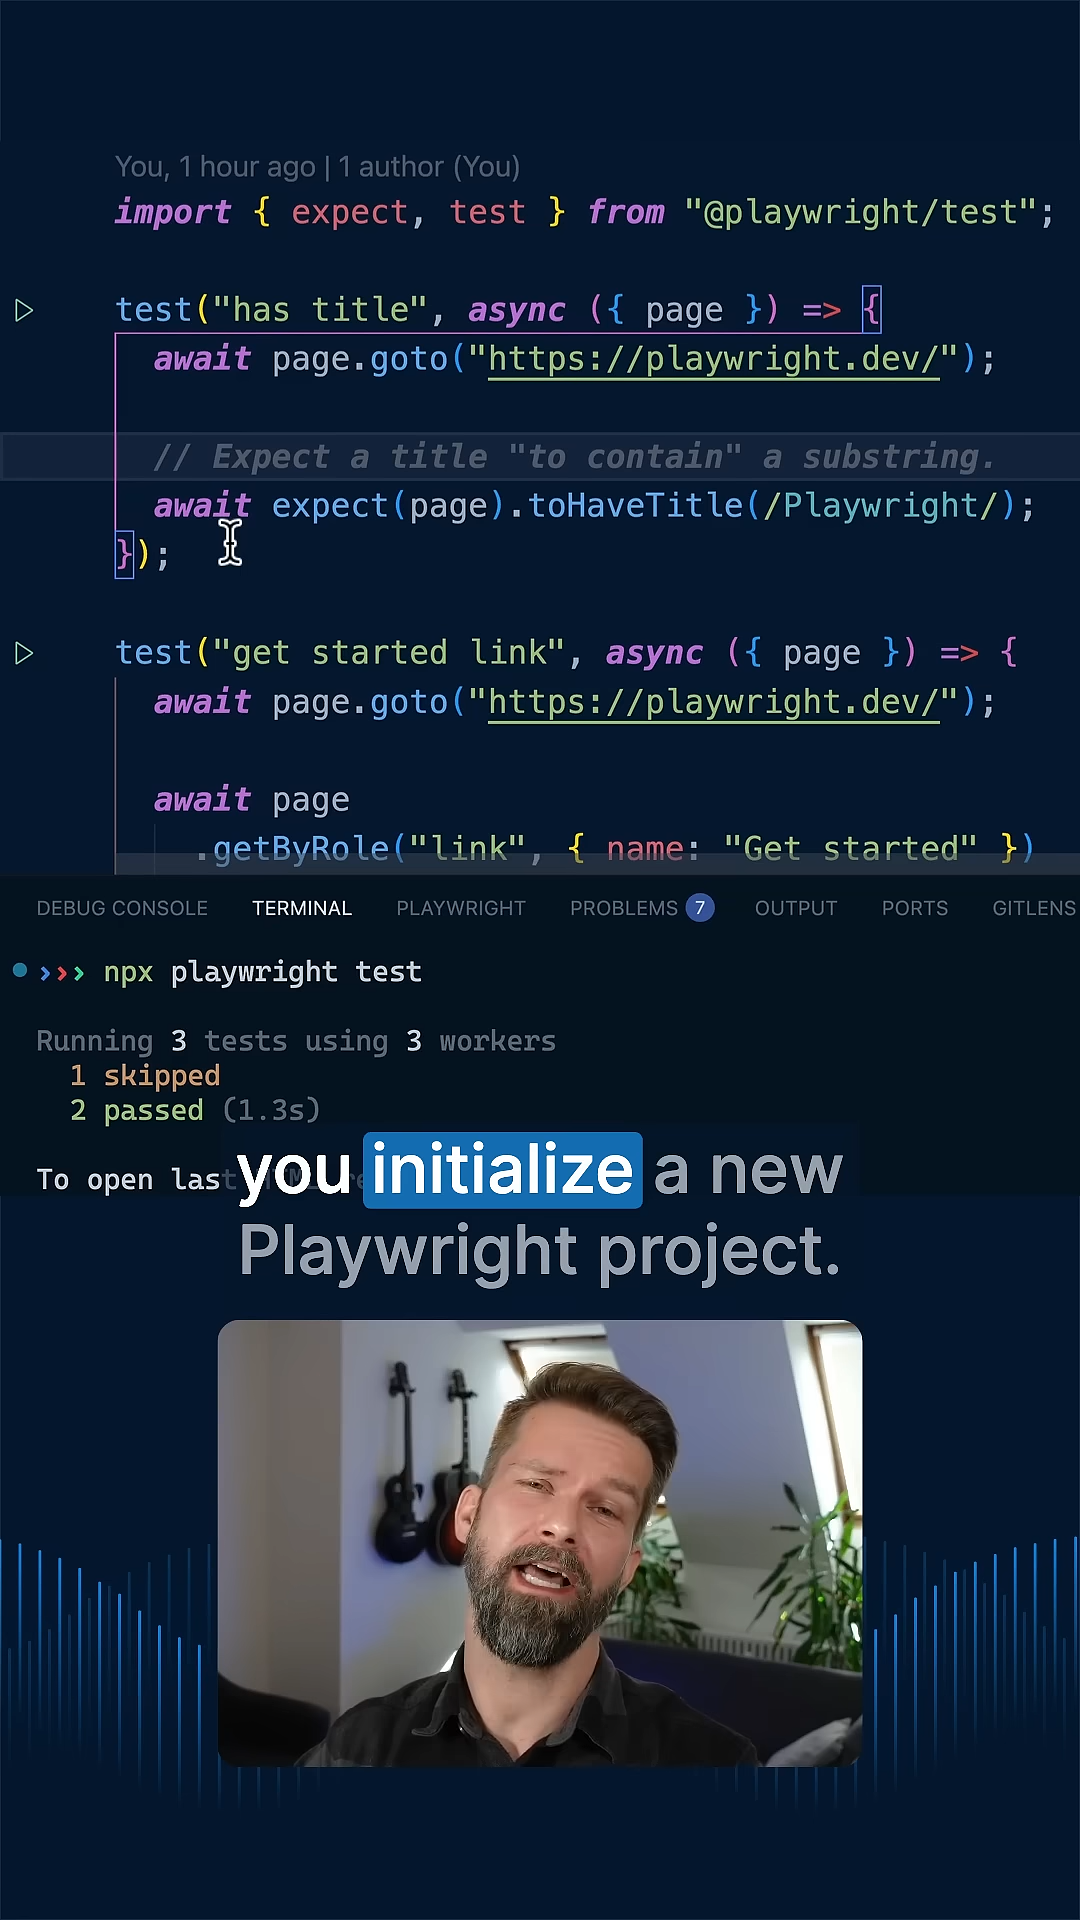 You, 1 hour ago | 1 author (You)
import { expect, test } from "@playwright/test";
test("has title", async ({ page }) => {
await page.goto("https://playwright.dev/");
// Expect a title "to contain" a substring.
await expect(page).toHaveTitle(/Playwright/);
});
test("get started link", async ({ page }) => {
await page.goto("https://playwright.dev/");
await page
.getByRole("link", { name: "Get started" })
DEBUG CONSOLE TERMINAL PLAYWRIGHT PROBLEMS 7 OUTPUT PORTS GITLENS
››› npx playwright test
Running 3 tests using 3 workers
1 skipped
2 passed (1.3s)
To open last
you initialize a new
Playwright project.